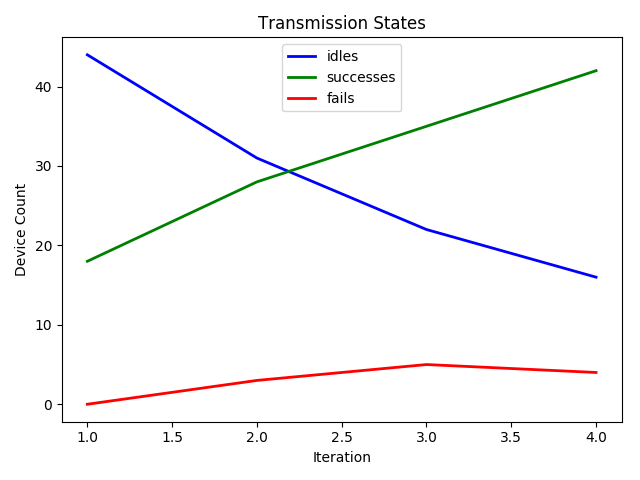 Transmission States
idles
successes
fails
Device Count
40
30
20
10
0
1.0 1.5 2.0 2.5 3.0 3.5 4.0
Iteration